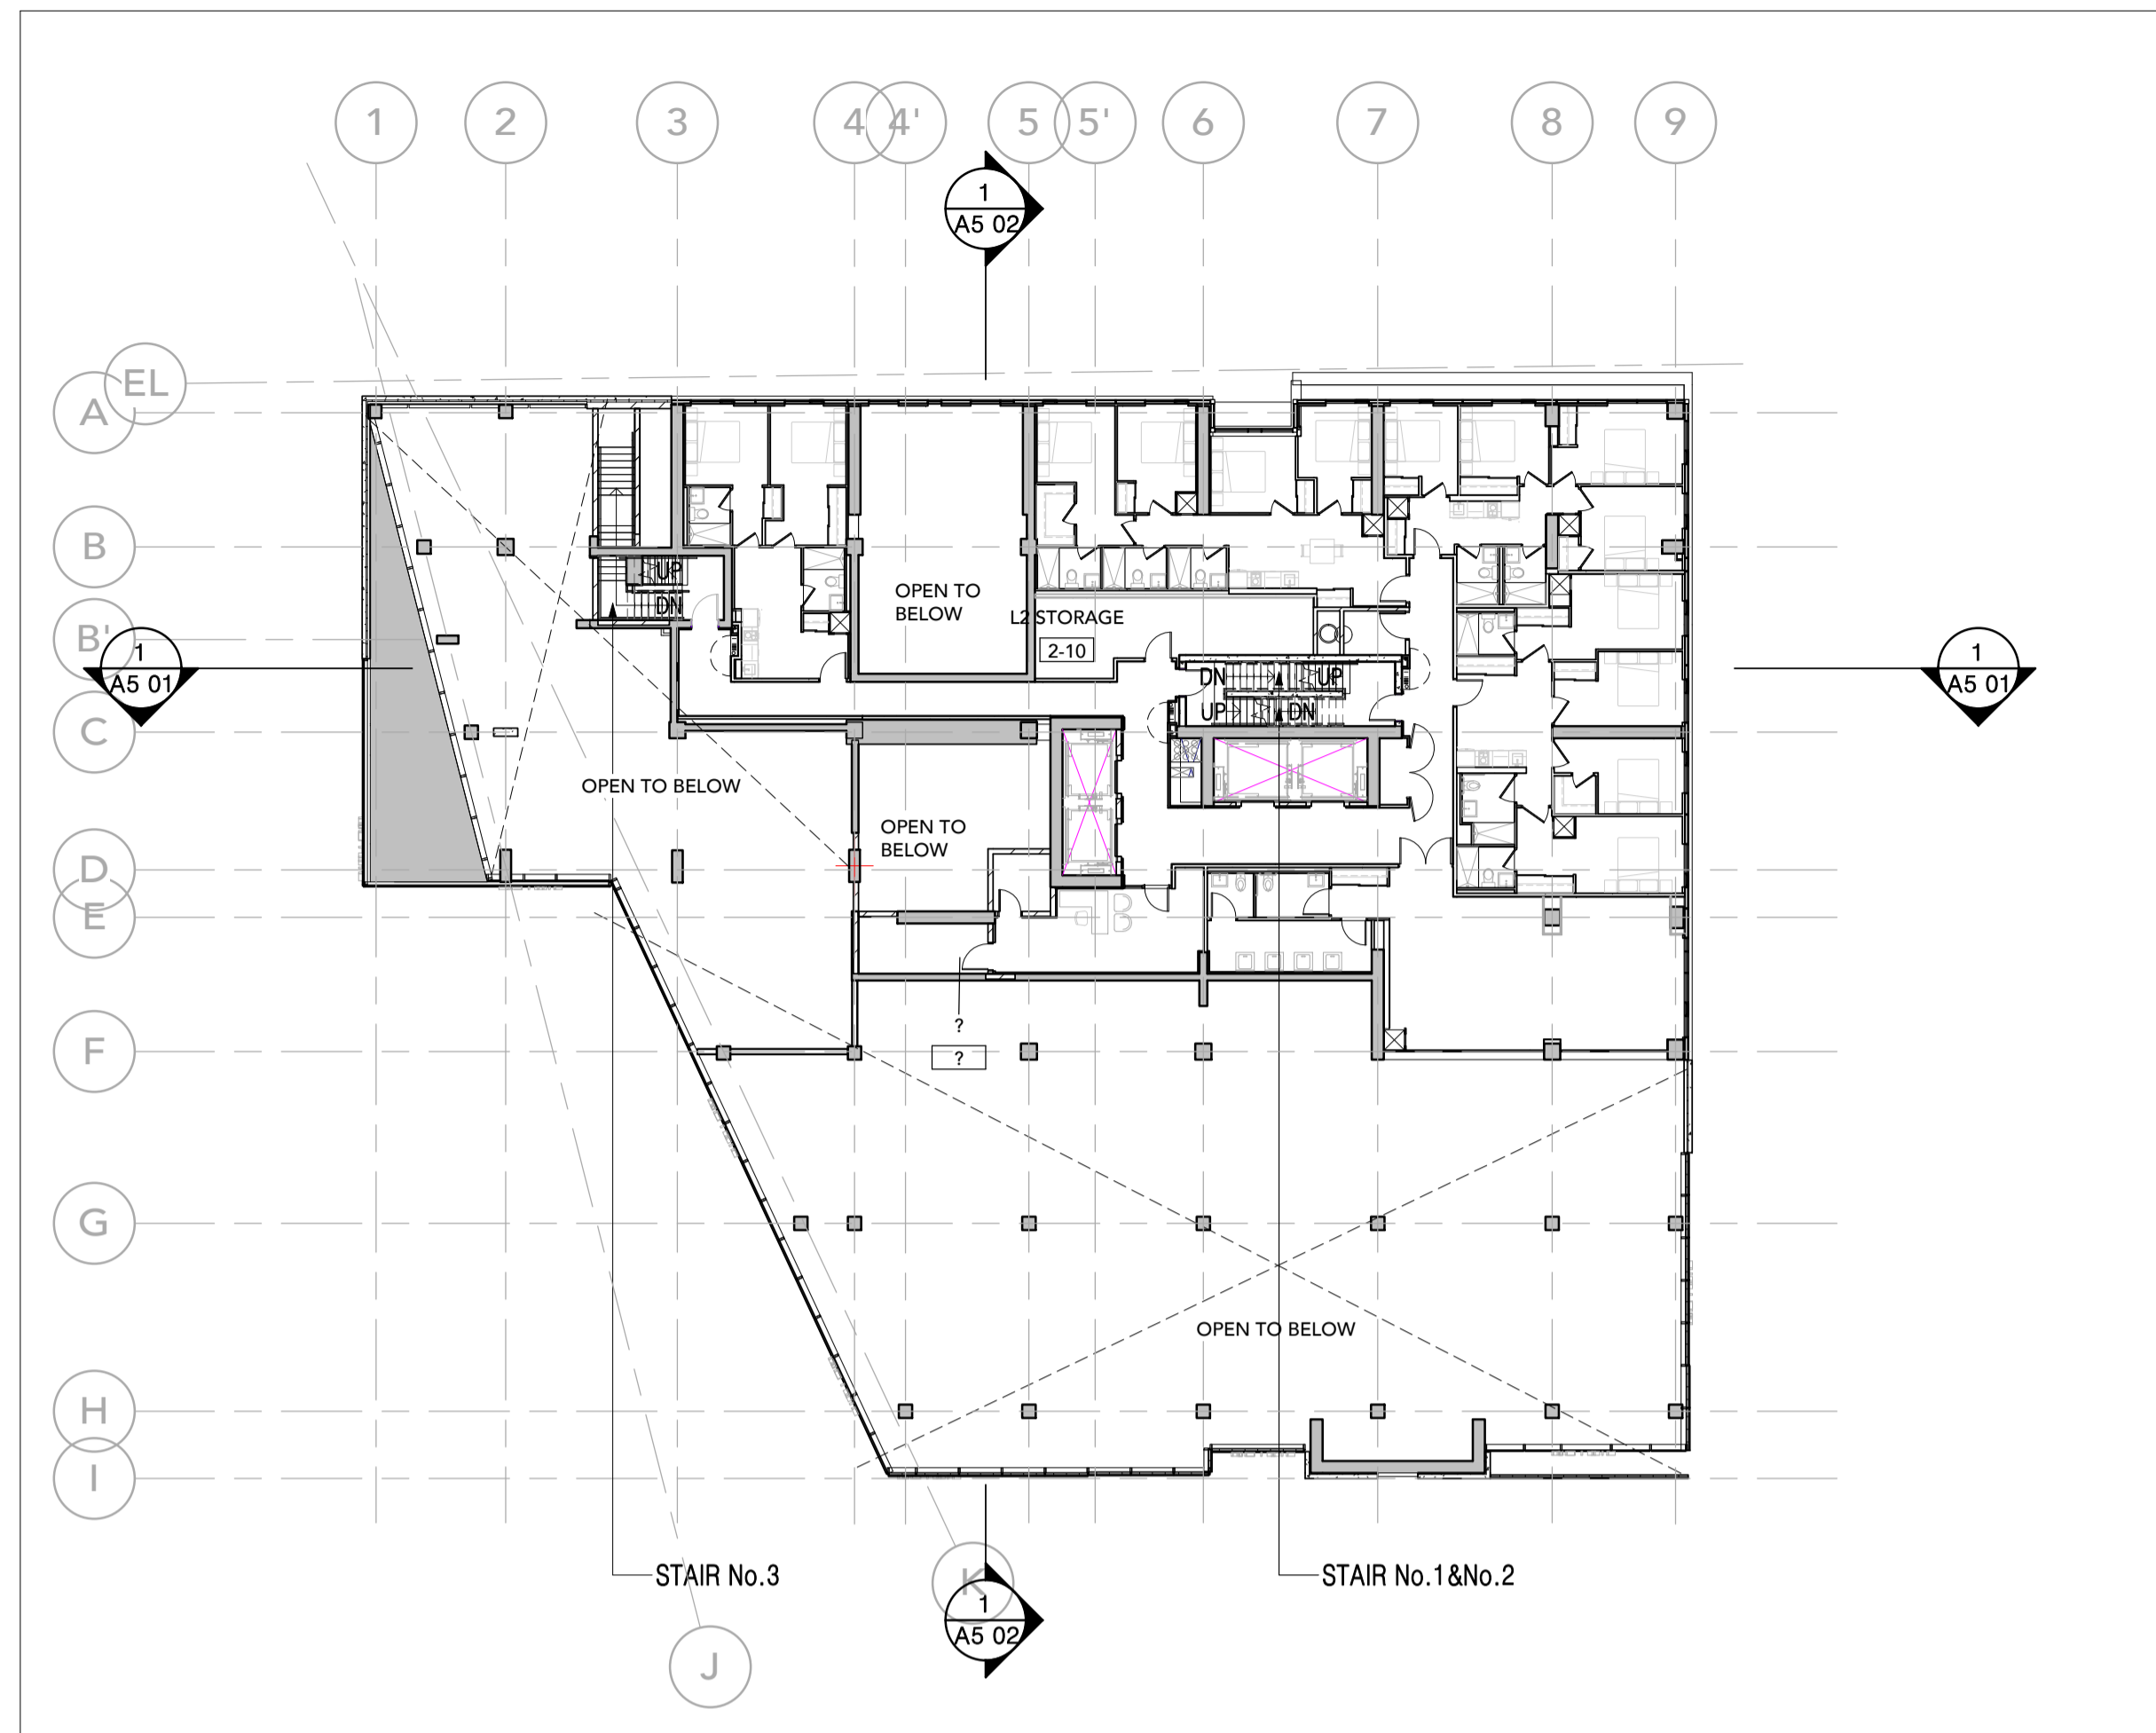 1
2
3
4
4'
5
5'
6
7
8
9
1
A5 02
EL
A
B
OPEN TO
BELOW
L2 STORAGE
2-10
UP
DN
B'
1
A5 01
1
A5 01
DN
UP
UP
DN
C
OPEN TO BELOW
OPEN TO
BELOW
D
E
?
?
F
G
OPEN TO BELOW
H
I
STAIR No.3
K
STAIR No.1&No.2
1
A5 02
J